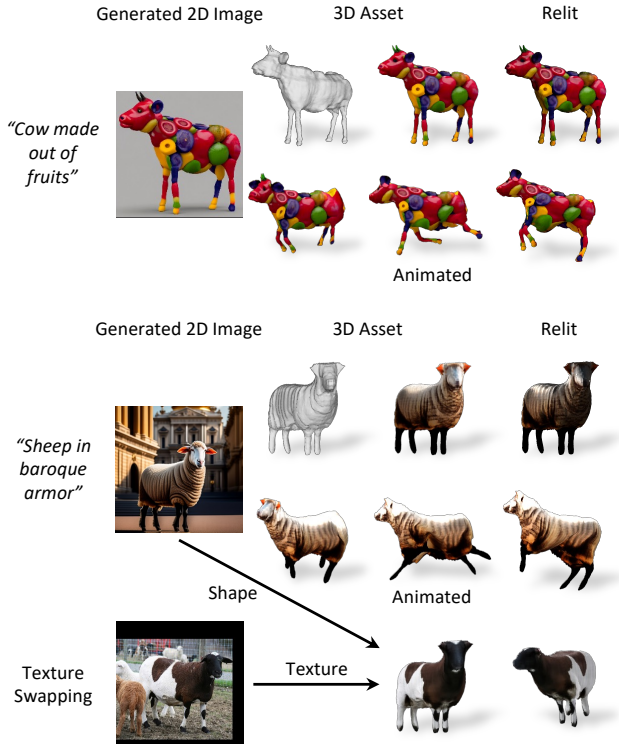 Generated 2D Image 3D Asset Relit
“Cow made
out of
fruits”
Animated
Generated 2D Image 3D Asset Relit
“Sheep in
baroque
armor”
Shape
Animated
Texture
Swapping
Texture